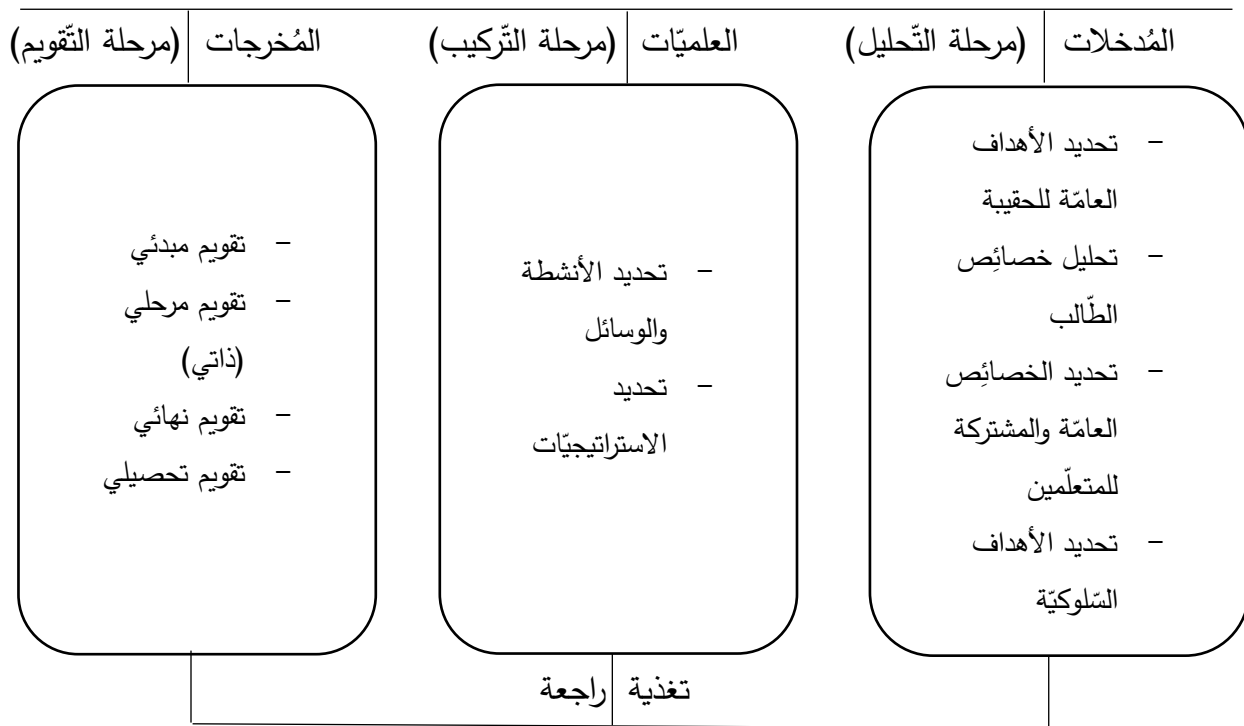 المُدخلات (مرحلة التّحليل)
العلميّات (مرحلة التّركيب)
المُخرجات (مرحلة التّقويم)
- تحديد الأهداف
العامّة للحقيبة
- تحليل خصائِص
الطّالب
- تحديد الخصائِص
العامّة والمشتركة
للمتعلّمين
- تحديد الأهداف
السّلوكيّة
- تحديد الأنشطة
والوسائل
- تحديد
الاستراتيجيّات
- تقويم مبدئي
- تقويم مرحلي
(ذاتي)
- تقويم نهائي
- تقويم تحصيلي
تغذية راجعة